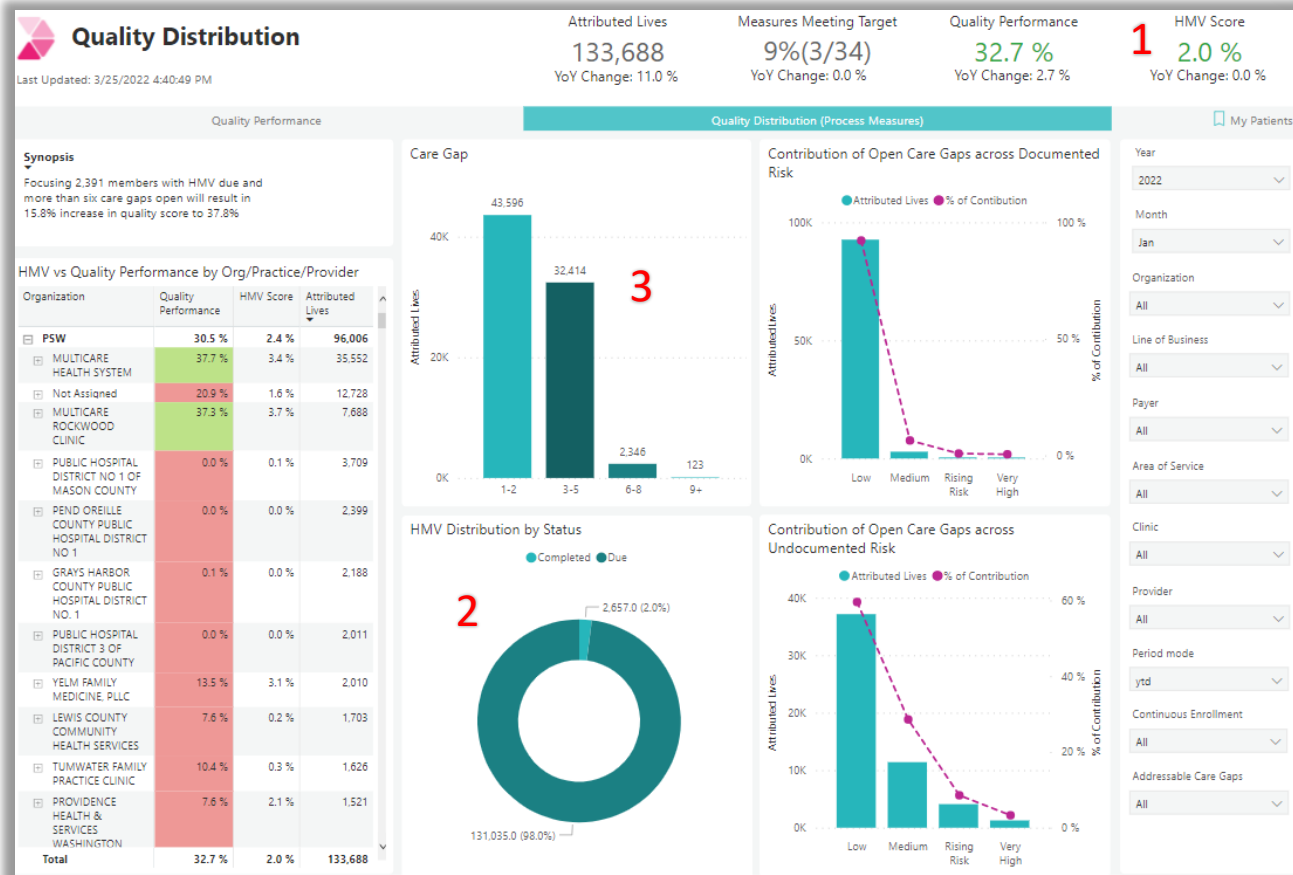 Quality Distribution
Last Updated: 3/25/2022 4:40:49 PM
Attributed Lives
133,688
YoY Change: 11.0 %
Measures Meeting Target
9%(3/34)
YoY Change: 0.0 %
Quality Performance
32.7 %
YoY Change: 2.7 %
1
HMV Score
2.0 %
YoY Change: 0.0 %
Quality Performance
Quality Distribution (Process Measures)
My Patients
Synopsis
Focusing 2,391 members with HMV due and
more than six care gaps open will result in
15.8% increase in quality score to 37.8%
HMV vs Quality Performance by Org/Practice/Provider
Organization
Quality
Performance
HMV Score
Attributed
Lives
PSW 30.5 % 2.4 % 96,006
MULTICARE 37.7 % 3.4 % 35,552
HEALTH SYSTEM
Not Assigned 20.9 % 1.6 % 12,728
MULTICARE 37.3 % 3.7 % 7,688
ROCKWOOD
CLINIC
PUBLIC HOSPITAL 0.0 % 0.1 % 3,709
DISTRICT NO 1 OF
MASON COUNTY
PEND OREILLE 0.0 % 0.0 % 2,399
COUNTY PUBLIC
HOSPITAL DISTRICT
NO 1
GRAYS HARBOR 0.1 % 0.0 % 2,188
COUNTY PUBLIC
HOSPITAL DISTRICT
NO. 1
PUBLIC HOSPITAL 0.0 % 0.0 % 2,011
DISTRICT 3 OF
PACIFIC COUNTY
YELM FAMILY 13.5 % 3.1 % 2,010
MEDICINE, PLLC
LEWIS COUNTY 7.6 % 0.2 % 1,703
COMMUNITY
HEALTH SERVICES
TUMWATER FAMILY 10.4 % 0.3 % 1,626
PRACTICE CLINIC
PROVIDENCE 7.6 % 2.1 % 1,521
HEALTH &
SERVICES
WASHINGTON
Total 32.7 % 2.0 % 133,688
Care Gap
43,596
32,414
2,346
123
3
40K
20K
0K
Attributed Lives
1-2 3-5 6-8 9+
HMV Distribution by Status
Completed Due
2
2,657.0 (2.0%)
131,035.0 (98.0%)
Contribution of Open Care Gaps across Documented
Risk
Attributed Lives % of Contibution
100K 100 %
50K 50 %
0K 0 %
Attributed Lives
% of Contribution
Low Medium Rising Very
Risk High
Contribution of Open Care Gaps across
Undocumented Risk
Attributed Lives % of Contribution
40K 60 %
30K
40 %
20K
20 %
10K
0K 0 %
Attributed Lives
% of Contribution
Low Medium Rising Very
Risk High
Year
2022
Month
Jan
Organization
All
Line of Business
All
Payer
All
Area of Service
All
Clinic
All
Provider
All
Period mode
ytd
Continuous Enrollment
All
Addressable Care Gaps
All